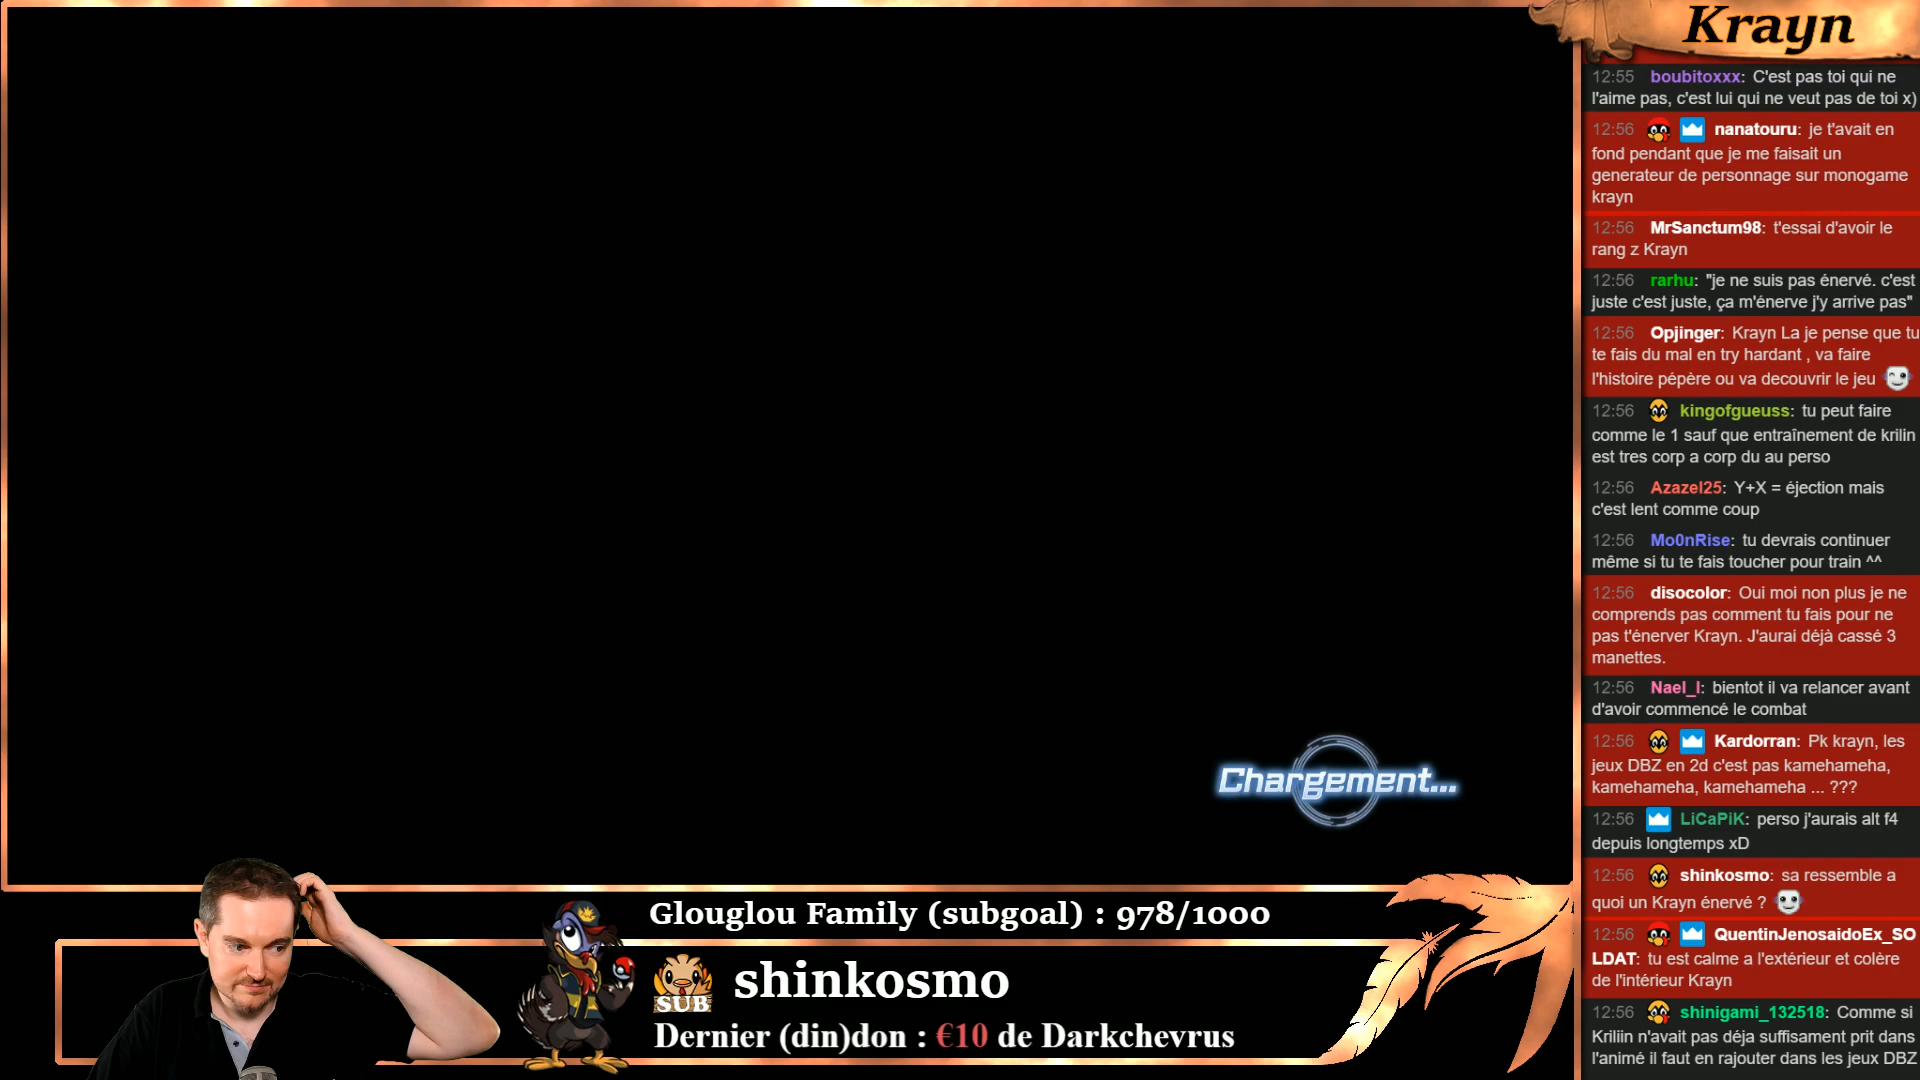 Krayn
12:55 boubitoxxx: C'est pas toi qui ne
l'aime pas, c'est lui qui ne veut pas de toi x)
12:56 nanatouru: je t'avait en
fond pendant que je me faisait un
generateur de personnage sur monogame
krayn
12:56 MrSanctum98: t'essai d'avoir le
rang z Krayn
12:56 rarhu: "je ne suis pas énervé. c'est
juste c'est juste, ça m'énerve j'y arrive pas"
12:56 Opjinger: Krayn La je pense que tu
te fais du mal en try hardant , va faire
l'histoire pépère ou va decouvrir le jeu
12:56 kingofgueuss: tu peut faire
comme le 1 sauf que entraînement de krilin
est tres corp a corp du au perso
12:56 Azazel25: Y+X = éjection mais
c'est lent comme coup
12:56 Mo0nRise: tu devrais continuer
même si tu te fais toucher pour train ^^
12:56 disocolor: Oui moi non plus je ne
comprends pas comment tu fais pour ne
pas t'énerver Krayn. J'aurai déjà cassé 3
manettes.
12:56 Nael_I: bientot il va relancer avant
d'avoir commencé le combat
12:56 Kardorran: Pk krayn, les
jeux DBZ en 2d c'est pas kamehameha,
kamehameha, kamehameha ... ???
12:56 LiCaPiK: perso j'aurais alt f4
depuis longtemps xD
12:56 shinkosmo: sa ressemble a
quoi un Krayn énervé ?
12:56 QuentinJenosaidoEx_SO
LDAT: tu est calme a l'extérieur et colère
de l'intérieur Krayn
12:56 shinigami_132518: Comme si
Kriliin n'avait pas déja suffisament prit dans
l'animé il faut en rajouter dans les jeux DBZ
Chargement...
Glouglou Family (subgoal) : 978/1000
SUB shinkosmo
Dernier (din)don : €10 de Darkchevrus